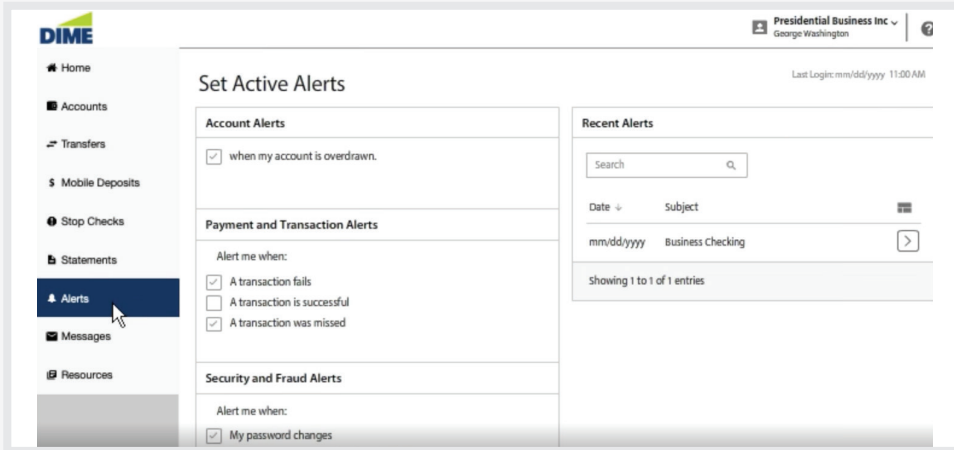 DIME
Presidential Business Inc
George Washington
Home
Accounts
Transfers
Mobile Deposits
Stop Checks
Statements
Alerts
Messages
Resources
Set Active Alerts
Last Login: mm/dd/yyyy 11:00 AM
Account Alerts
when my account is overdrawn.
Payment and Transaction Alerts
Alert me when:
A transaction fails
A transaction is successful
A transaction was missed
Security and Fraud Alerts
Alert me when:
My password changes
Recent Alerts
Search
Date Subject
mm/dd/yyyy Business Checking
Showing 1 to 1 of 1 entries